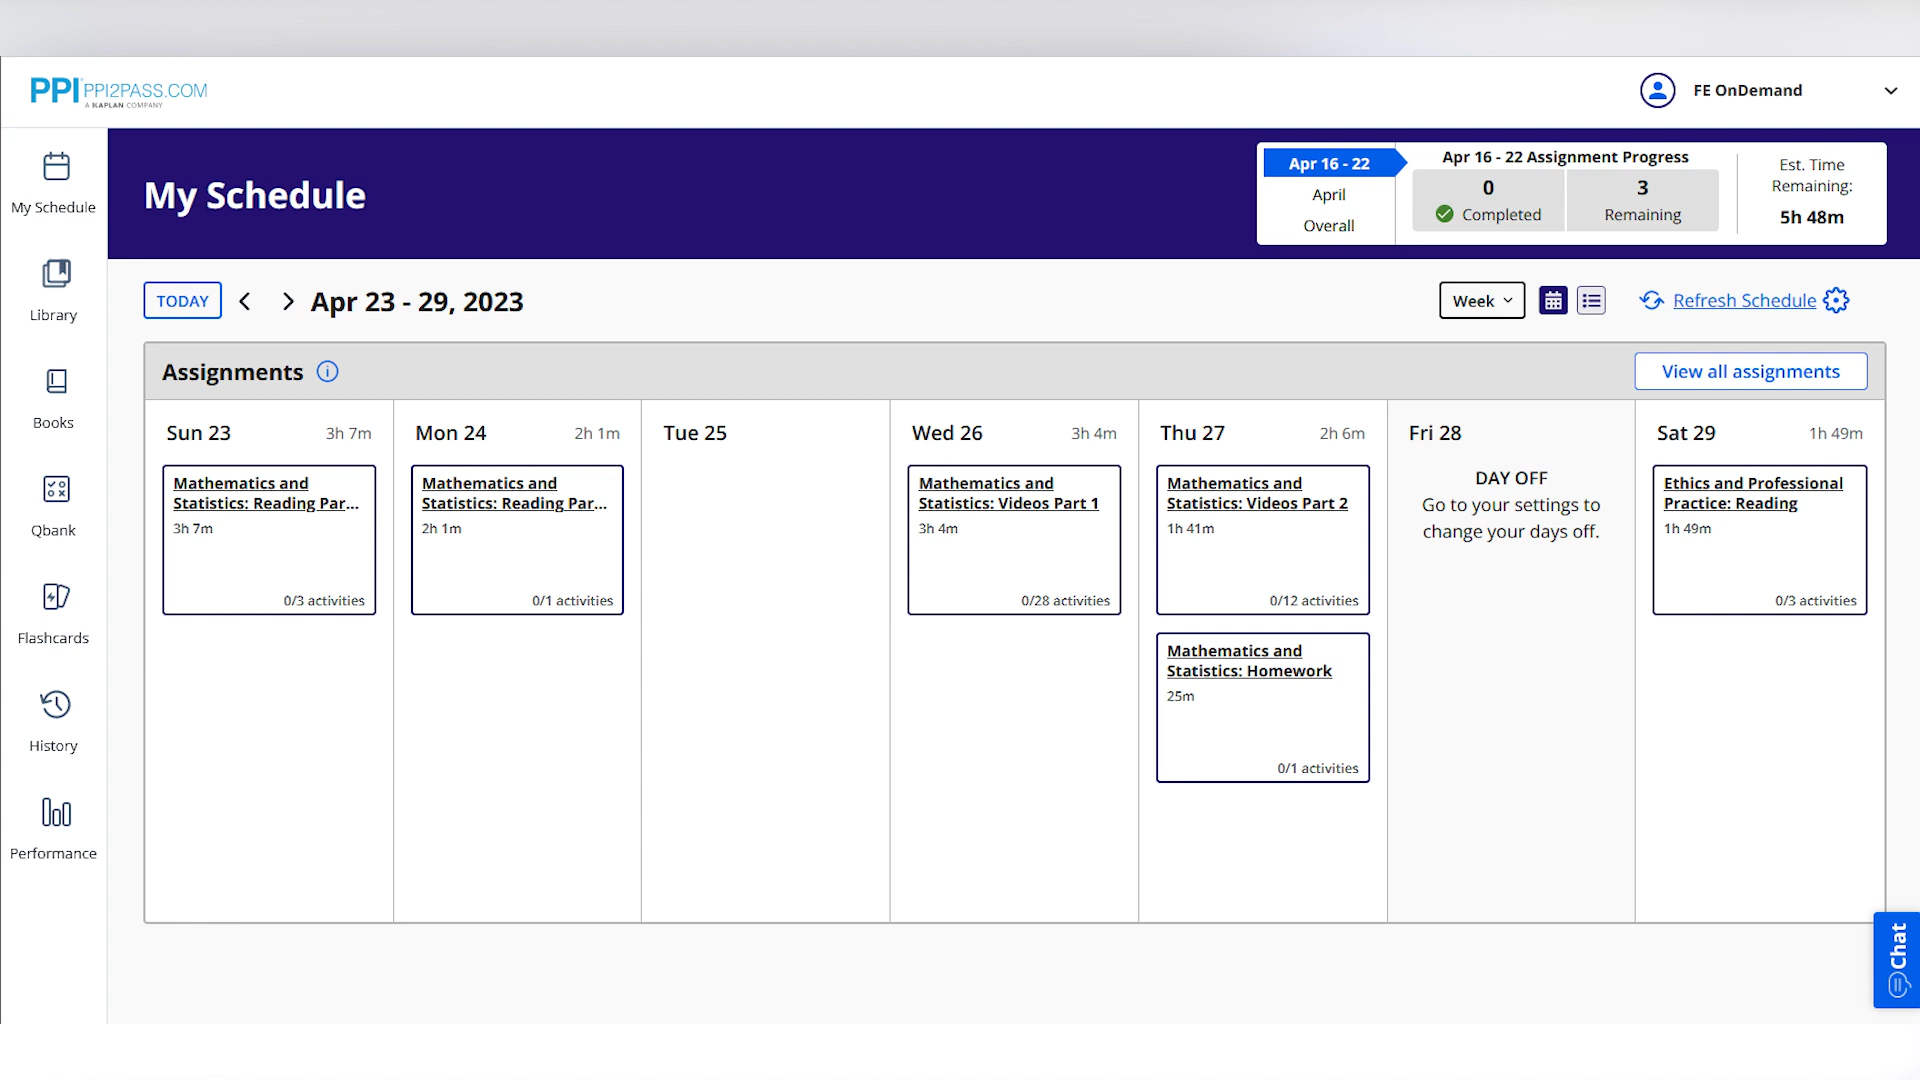 PPI PPI2PASS.COM
A KAPLAN COMPANY
FE OnDemand
My Schedule
Library
Books
Qbank
Flashcards
History
Performance
My Schedule
Apr 16 - 22
April
Overall
Apr 16 - 22 Assignment Progress
0
Completed
3
Remaining
Est. Time
Remaining:
5h 48m
TODAY
Apr 23 - 29, 2023
Week
Refresh Schedule
Assignments
View all assignments
Sun 23 3h 7m
Mathematics and
Statistics: Reading Par...
3h 7m
0/3 activities
Mon 24 2h 1m
Mathematics and
Statistics: Reading Par...
2h 1m
0/1 activities
Tue 25
Wed 26 3h 4m
Mathematics and
Statistics: Videos Part 1
3h 4m
0/28 activities
Thu 27 2h 6m
Mathematics and
Statistics: Videos Part 2
1h 41m
0/12 activities
Mathematics and
Statistics: Homework
25m
0/1 activities
Fri 28
DAY OFF
Go to your settings to
change your days off.
Sat 29 1h 49m
Ethics and Professional
Practice: Reading
1h 49m
0/3 activities
Chat